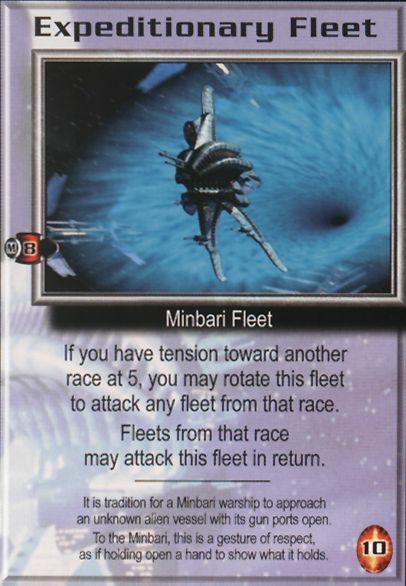 Expeditionary Fleet
M 8
Minbari Fleet
If you have tension toward another
race at 5, you may rotate this fleet
to attack any fleet from that race.
Fleets from that race
may attack this fleet in return.
It is tradition for a Minbari warship to approach
an unknown alien vessel with its gun ports open.
To the Minbari, this is a gesture of respect,
as if holding open a hand to show what it holds.
10